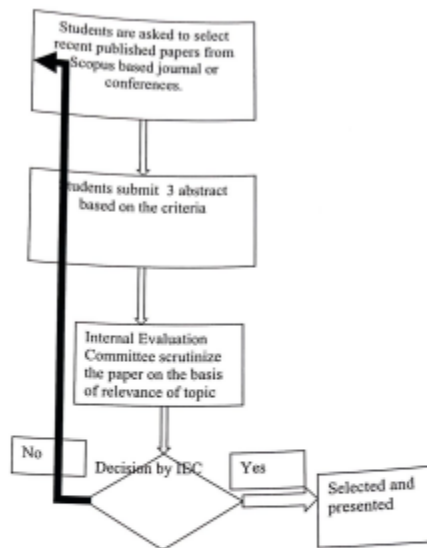 Students are asked to select
recent published papers from
Scopus based journal or
conferences.
Students submit 3 abstract
based on the criteria
Internal Evaluation
Committee scrutinize
the paper on the basis
of relevance of topic
No
Decision by IEC
Yes
Selected and
presented